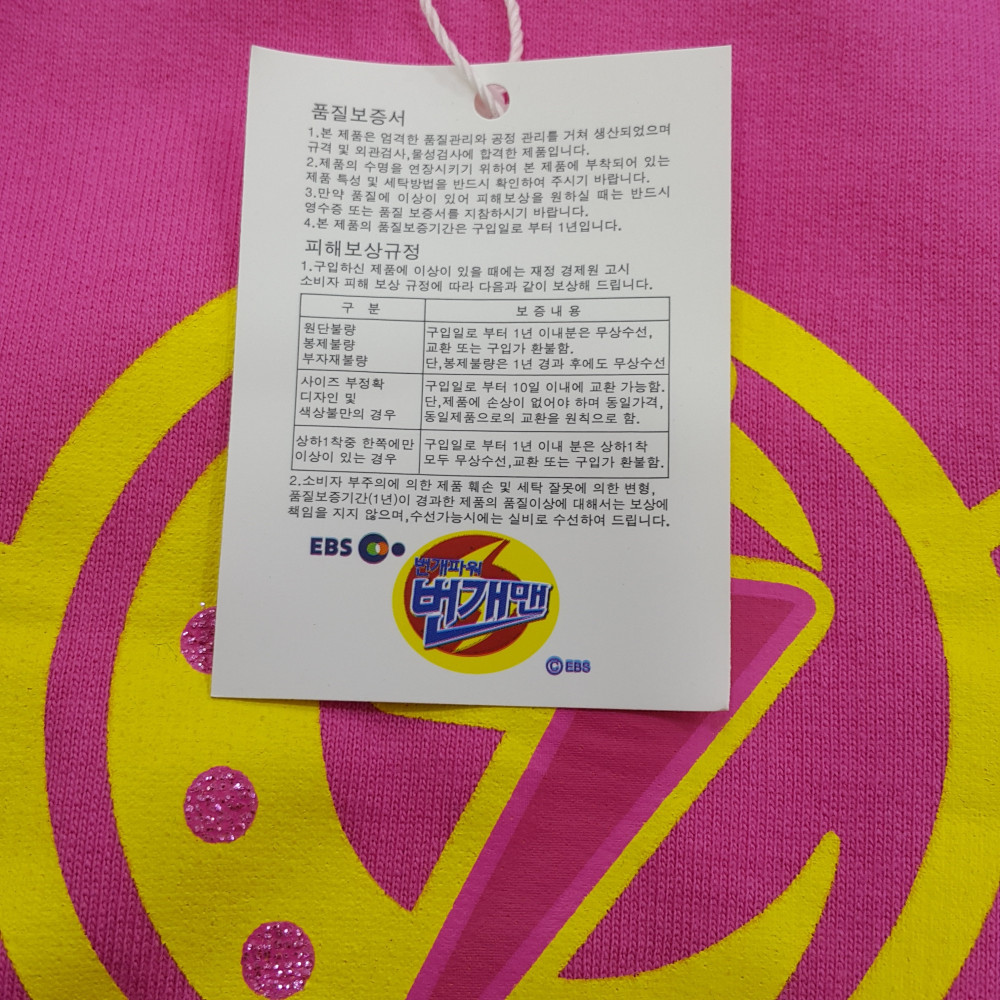 품질보증서
1.본 제품은 엄격한 품질관리와 공정 관리를 거쳐 생산되었으며
규격 및 외관검사,물성검사에 합격한 제품입니다.
2.제품의 수명을 연장시키기 위하여 본 제품에 부착되어 있는
제품 특성 및 세탁방법을 반드시 확인하여 주시기 바랍니다.
3.만약 품질에 이상이 있어 피해보상을 원하실 때는 반드시
영수증 또는 품질 보증서를 지참하시기 바랍니다.
4.본 제품의 품질보증기간은 구입일로 부터 1년입니다.
피해보상규정
1.구입하신 제품에 이상이 있을 때에는 재정 경제원 고시
소비자 피해 보상 규정에 따라 다음과 같이 보상해 드립니다.
구 분 보 증 내 용
원단불량 구입일로 부터 1년 이내분은 무상수선,
봉제불량 교환 또는 구입가 환불함.
부자재불량 단,봉제불량은 1년 경과 후에도 무상수선
사이즈 부정확 구입일로 부터 10일 이내에 교환 가능함.
디자인 및 단,제품에 손상이 없어야 하며 동일가격,
색상불만의 경우 동일제품으로의 교환을 원칙으로 함.
상하1착중 한쪽에만 구입일로 부터 1년 이내 분은 상하1착
이상이 있는 경우 모두 무상수선,교환 또는 구입가 환불함.
2.소비자 부주의에 의한 제품 훼손 및 세탁 잘못에 의한 변형,
품질보증기간(1년)이 경과한 제품의 품질이상에 대해서는 보상에
책임을 지지 않으며,수선가능시에는 실비로 수선하여 드립니다.
EBS
번개파워
번개맨
©EBS